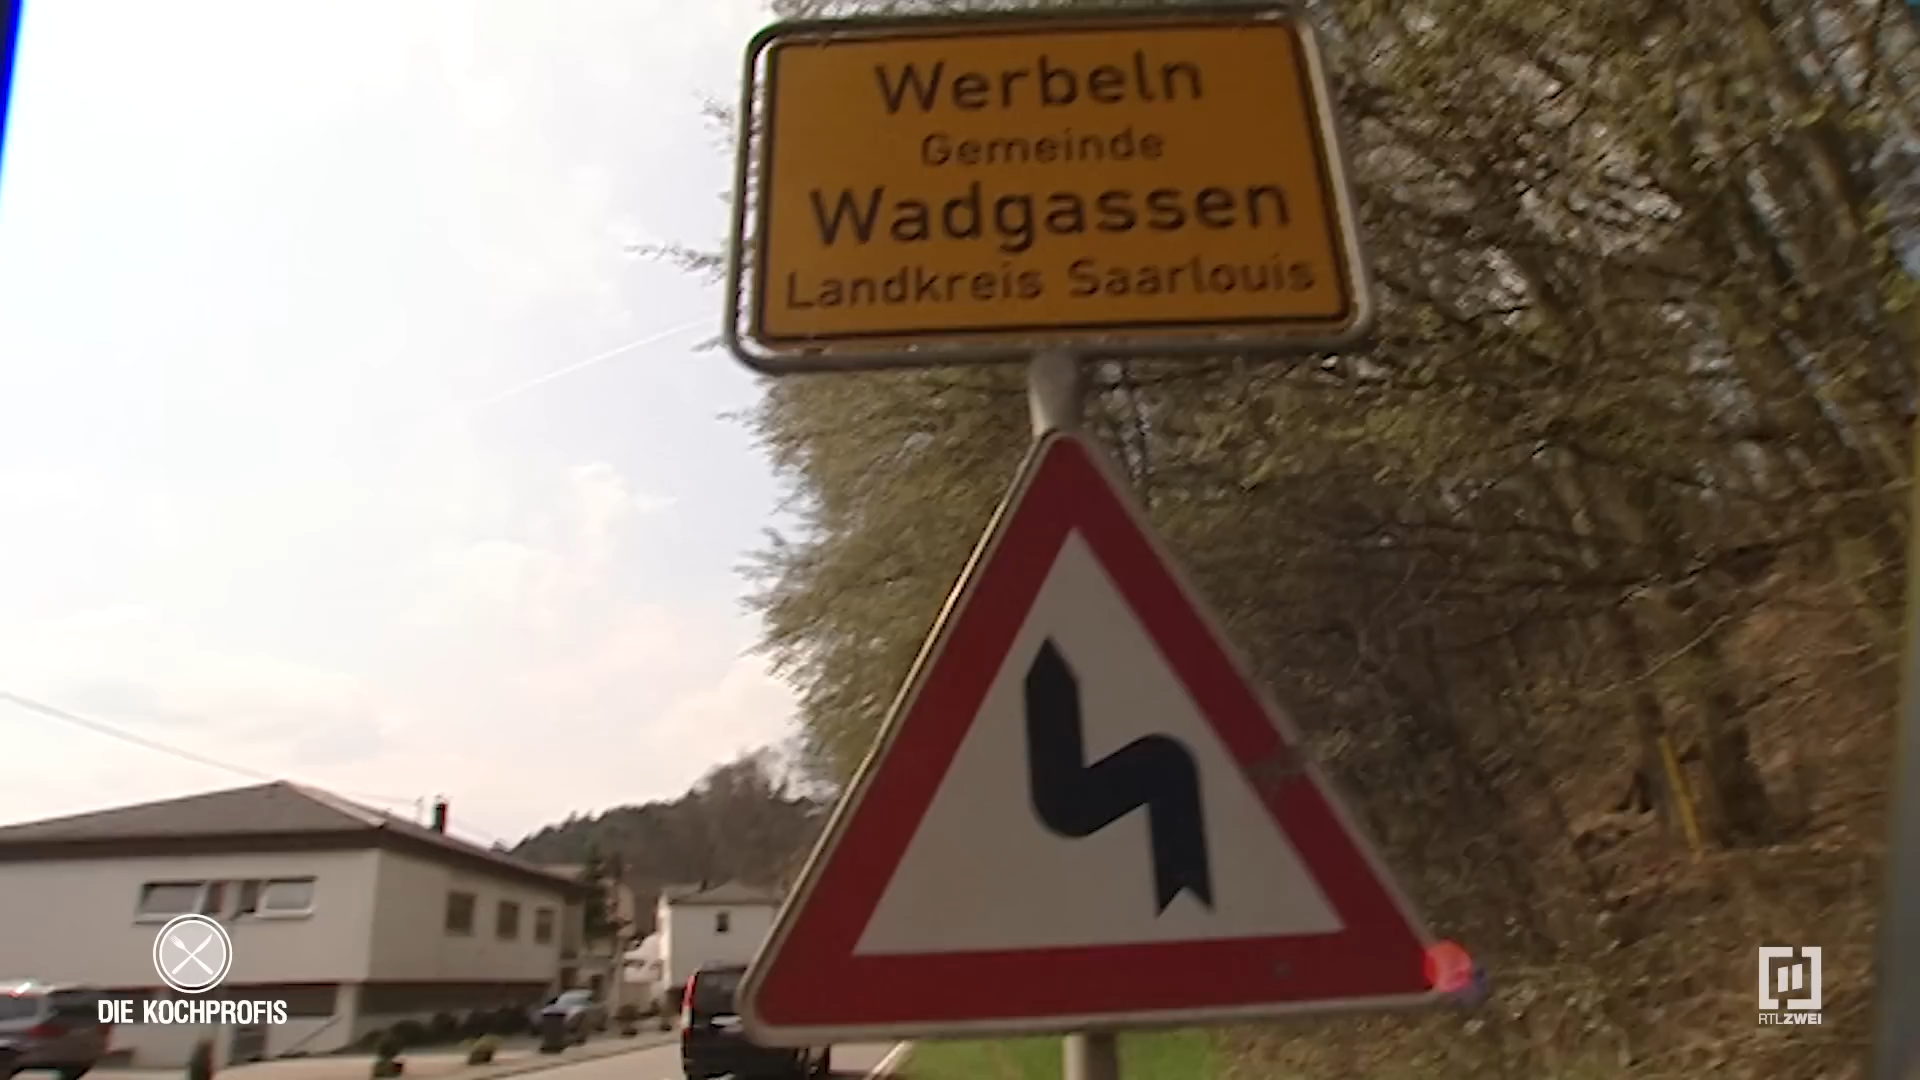 Werbeln
Gemeinde
Wadgassen
Landkreis Saarlouis
DIE KOCHPROFIS
RTLZWEI